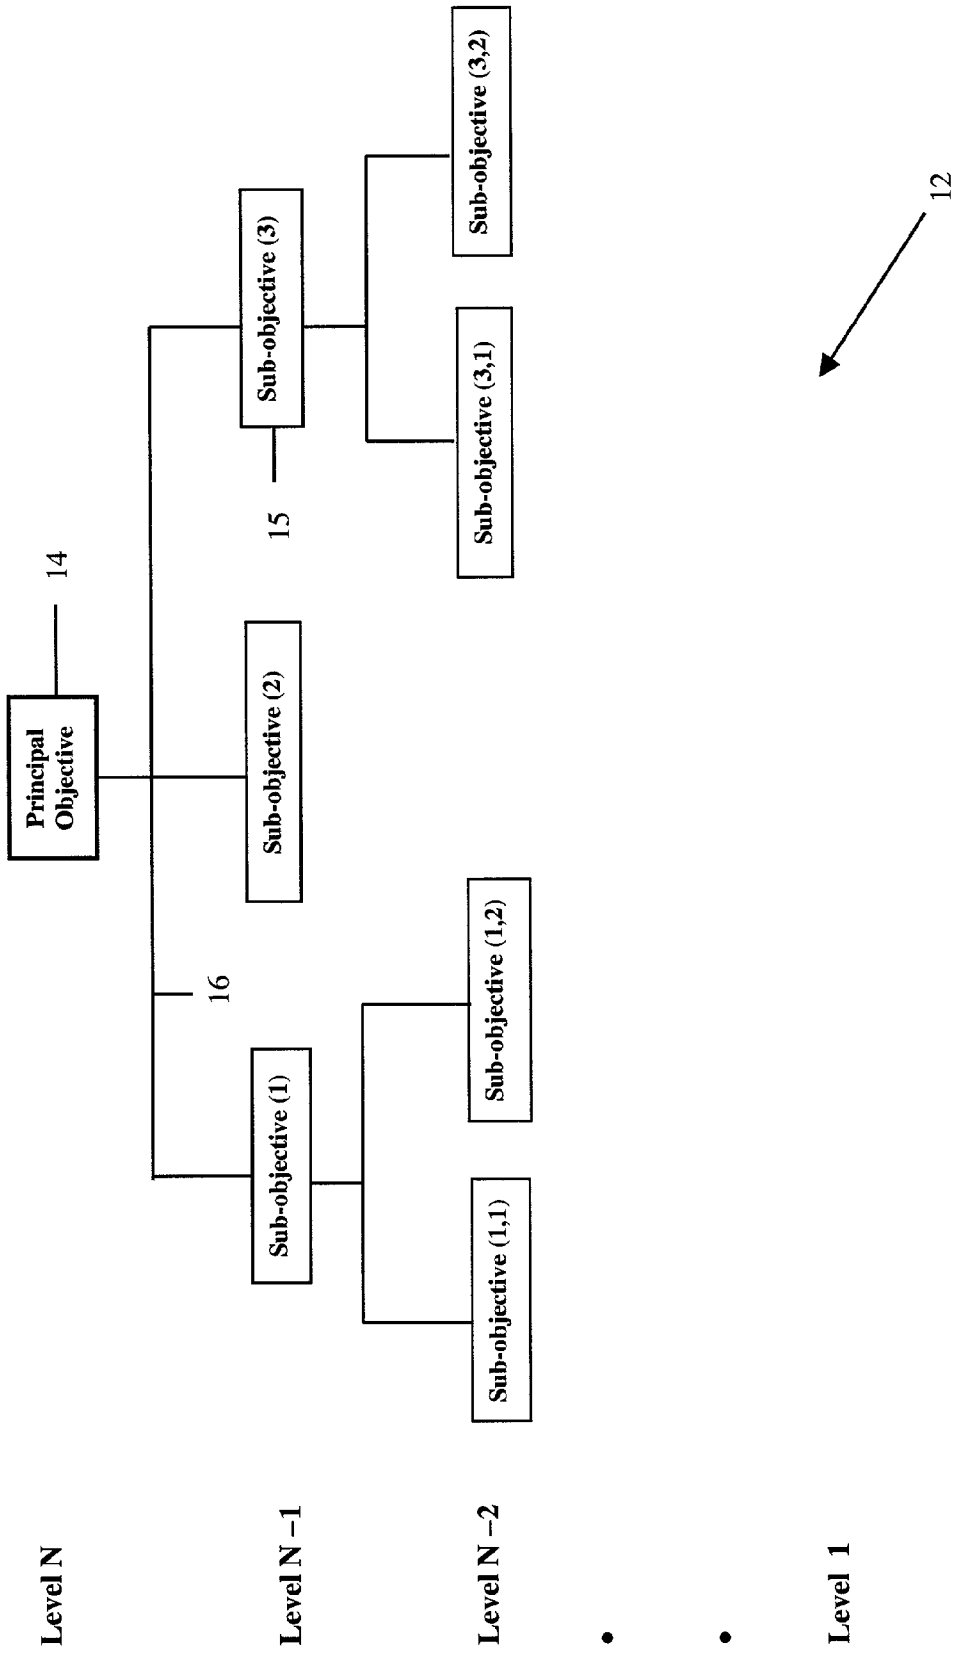 Level N
Principal
Objective
14
16
Level N –1
Sub-objective (1)
Sub-objective (2)
15
Sub-objective (3)
Level N –2
Sub-objective (1,1)
Sub-objective (1,2)
Sub-objective (3,1)
Sub-objective (3,2)
•
•
Level 1
12